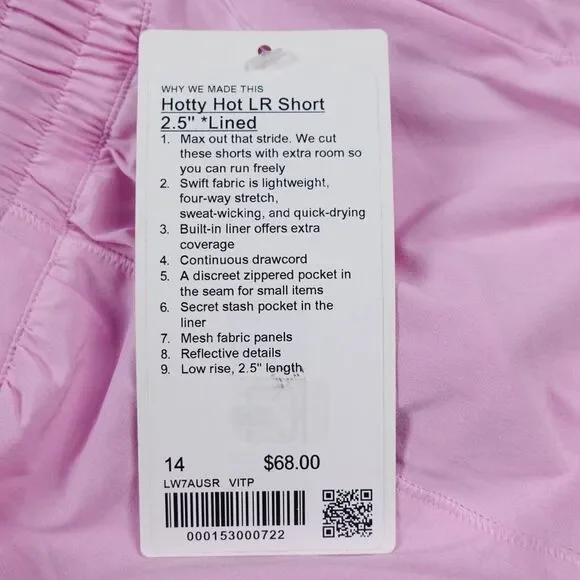 WHY WE MADE THIS
Hotty Hot LR Short
2.5" *Lined
1. Max out that stride. We cut
these shorts with extra room so
you can run freely
2. Swift fabric is lightweight,
four-way stretch,
sweat-wicking, and quick-drying
3. Built-in liner offers extra
coverage
4. Continuous drawcord
5. A discreet zippered pocket in
the seam for small items
6. Secret stash pocket in the
liner
7. Mesh fabric panels
8. Reflective details
9. Low rise, 2.5" length
14 $68.00
LW7AUSR VITP
000153000722